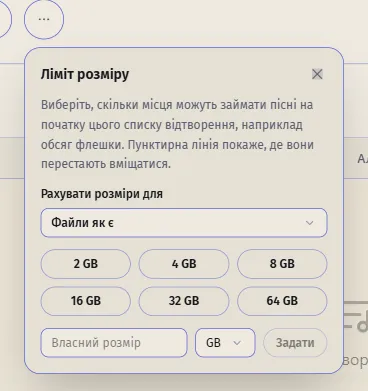 ...
Ліміт розміру
Виберіть, скільки місця можуть займати пісні на
початку цього списку відтворення, наприклад
обсяг флешки. Пунктирна лінія покаже, де вони
перестають вміщатися.
Рахувати розміри для
Файли як є
2 GB
4 GB
8 GB
16 GB
32 GB
64 GB
Власний розмір
GB
Задати